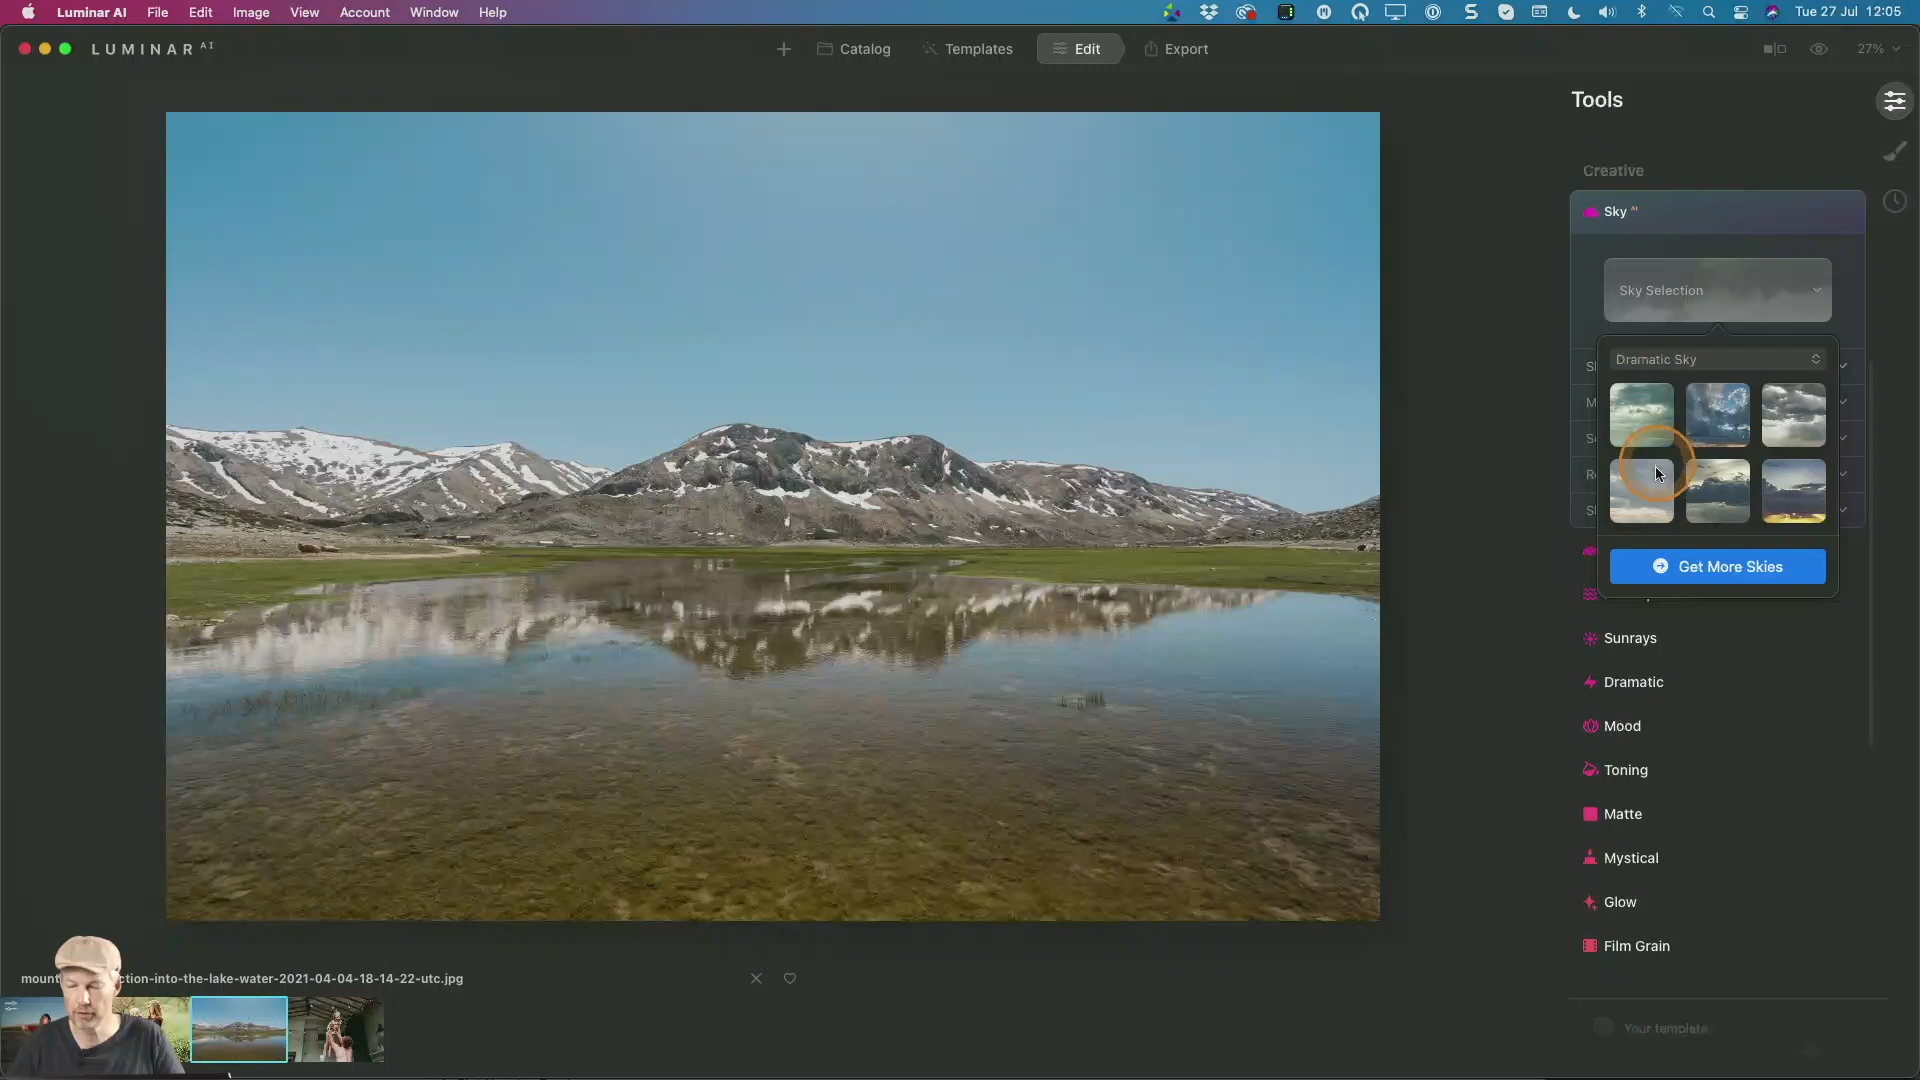 Luminar AI File Edit Image View Account Window Help Tue 27 Jul 12:05
LUMINAR AI Catalog Templates Edit Export 27%
Tools
Creative
Sky AI
Sky Selection
Dramatic Sky
Get More Skies
Sunrays
Dramatic
Mood
Toning
Matte
Mystical
Glow
Film Grain
ction-into-the-lake-water-2021-04-04-18-14-22-utc.jpg
Your template